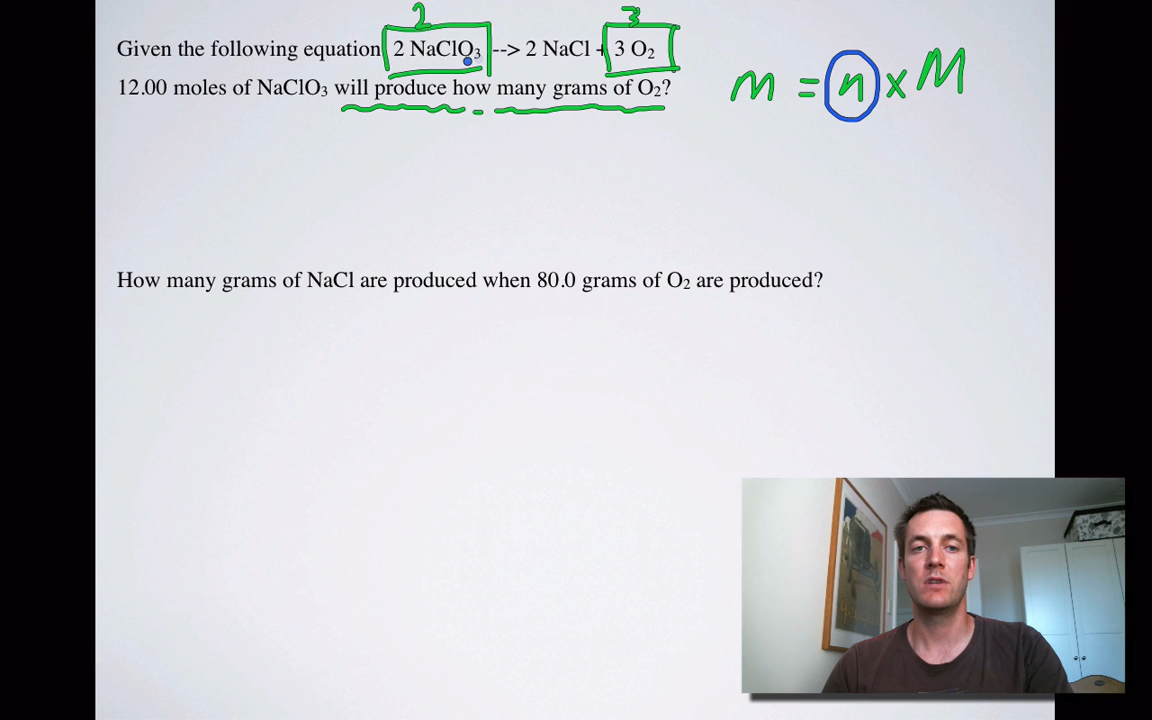 2 3
Given the following equation 2 NaClO₃ --> 2 NaCl + 3 O₂
12.00 moles of NaClO₃ will produce how many grams of O₂?
m = n x M
How many grams of NaCl are produced when 80.0 grams of O₂ are produced?